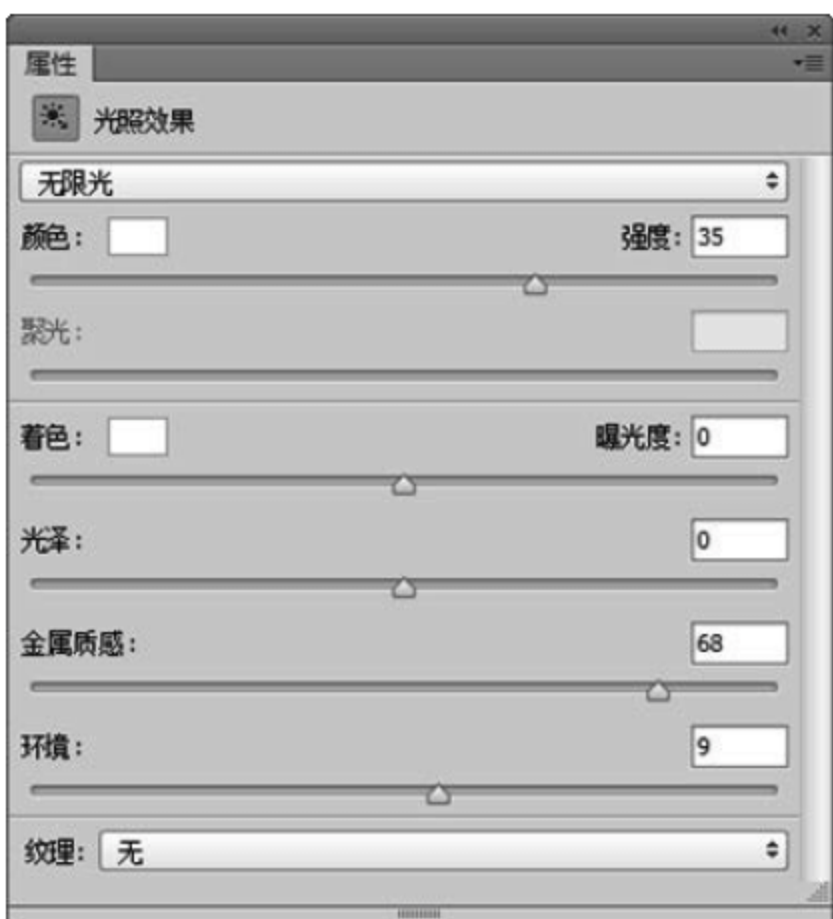 属性
光照效果
无限光
颜色: 强度: 35
聚光:
着色: 曝光度: 0
光泽: 0
金属质感: 68
环境: 9
纹理: 无